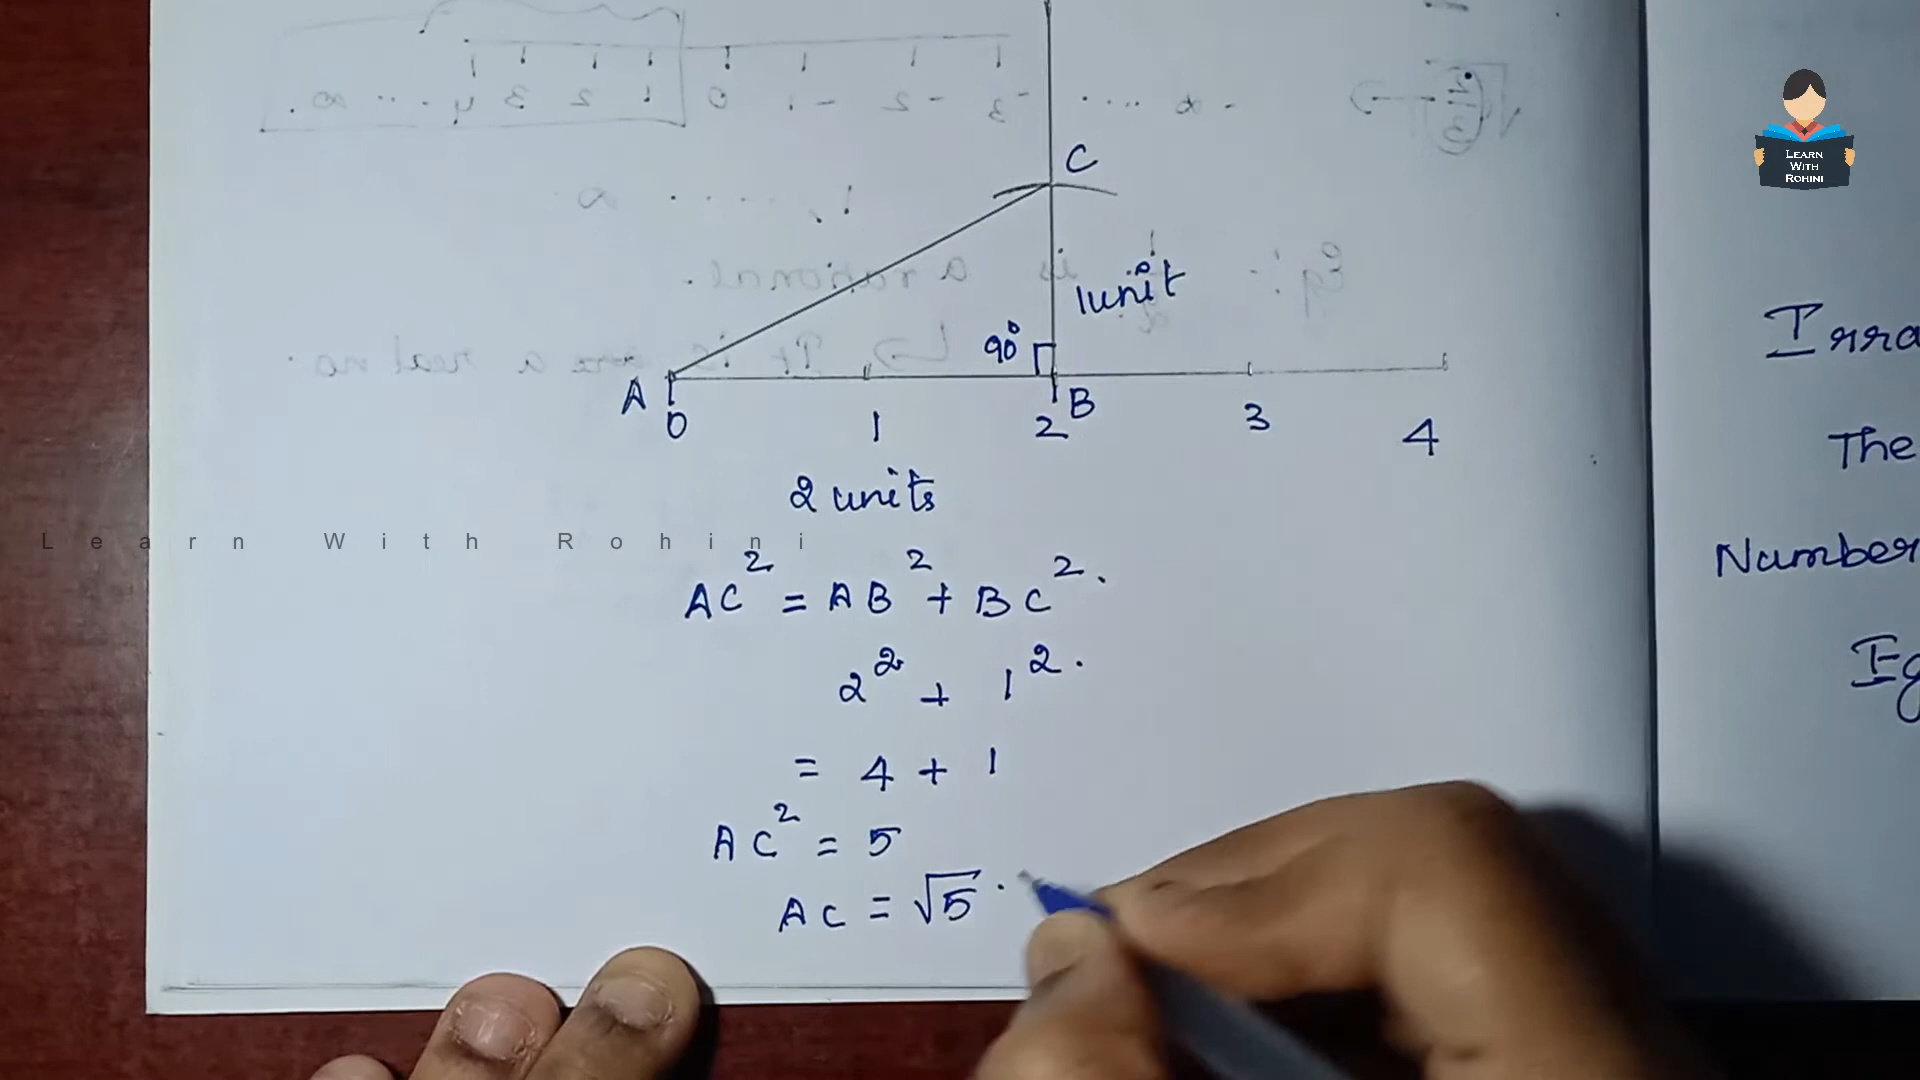 C
1unit
90°
A
B
0 1 2 3 4
2 units
AC² = AB² + BC².
2² + 1².
= 4 + 1
AC² = 5
AC = √5 .
The
Number
LEARN
WITH
ROHINI
Learn With Rohini